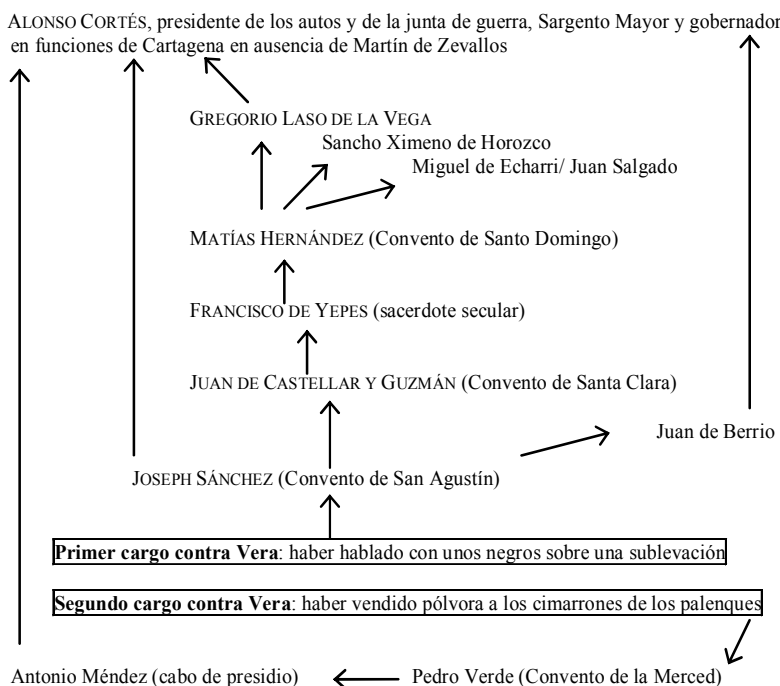 ALONSO CORTÉS, presidente de los autos y de la junta de guerra, Sargento Mayor y gobernador
en funciones de Cartagena en ausencia de Martín de Zevallos
GREGORIO LASO DE LA VEGA
Sancho Ximeno de Horozco
Miguel de Echarri/ Juan Salgado
MATÍAS HERNÁNDEZ (Convento de Santo Domingo)
FRANCISCO DE YEPES (sacerdote secular)
JUAN DE CASTELLAR Y GUZMÁN (Convento de Santa Clara)
Juan de Berrio
JOSEPH SÁNCHEZ (Convento de San Agustín)
Primer cargo contra Vera: haber hablado con unos negros sobre una sublevación
Segundo cargo contra Vera: haber vendido pólvora a los cimarrones de los palenques
Antonio Méndez (cabo de presidio) Pedro Verde (Convento de la Merced)